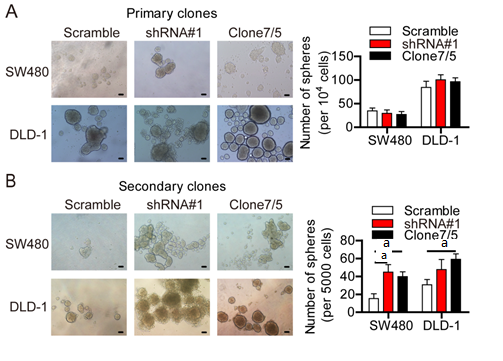 A
Primary clones
Scramble shRNA#1 Clone7/5
SW480
DLD-1
Number of spheres
(per 10⁴ cells)
150
100
50
0
SW480 DLD-1
Scramble
shRNA#1
Clone7/5
B
Secondary clones
Scramble shRNA#1 Clone7/5
SW480
DLD-1
Number of spheres
(per 5000 cells)
80
60
40
20
0
a
a
a
SW480 DLD-1
Scramble
shRNA#1
Clone7/5